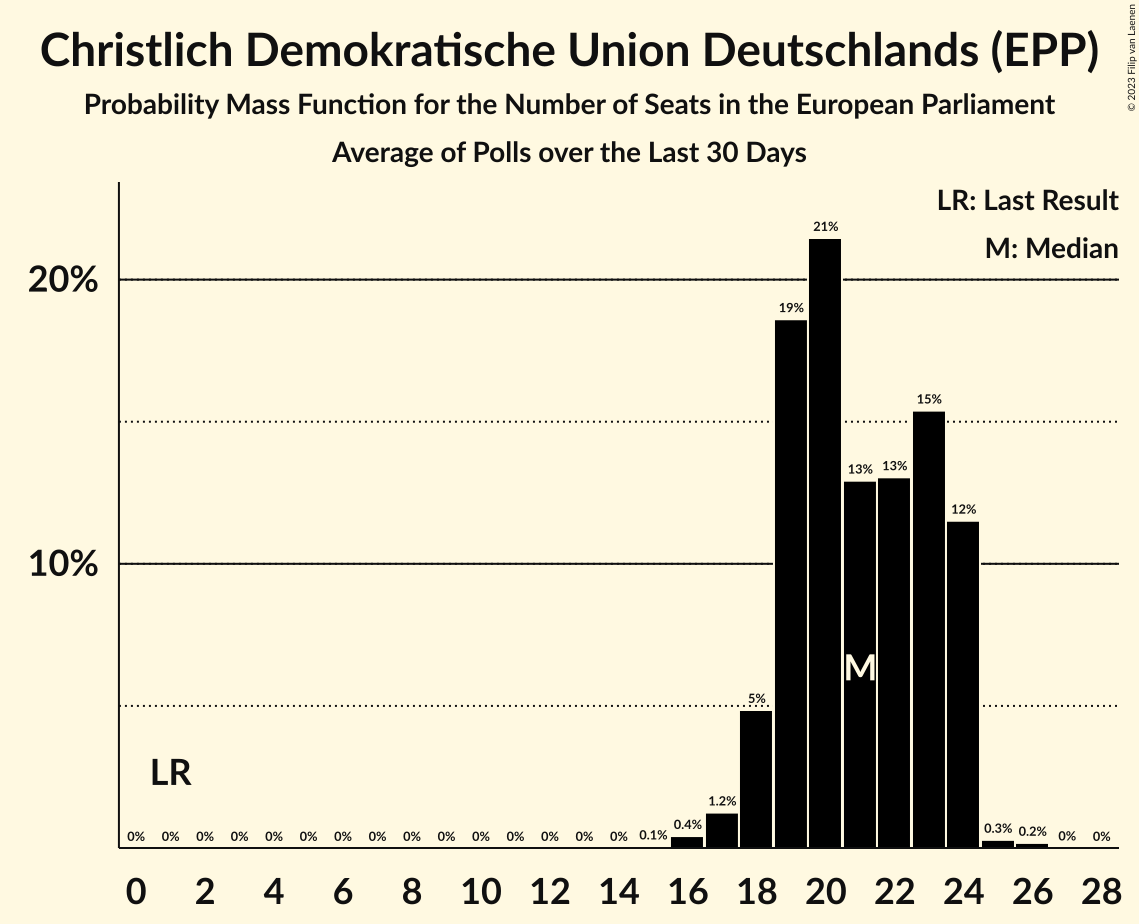 Christlich Demokratische Union Deutschlands (EPP)
Probability Mass Function for the Number of Seats in the European Parliament
Average of Polls over the Last 30 Days
© 2023 Filip van Laenen
LR: Last Result
M: Median
20%
10%
LR
M
0% 0% 0% 0% 0% 0% 0% 0% 0% 0% 0% 0% 0% 0% 0% 0.1% 0.4% 1.2% 5% 19% 21% 13% 13% 15% 12% 0.3% 0.2% 0% 0%
0 2 4 6 8 10 12 14 16 18 20 22 24 26 28